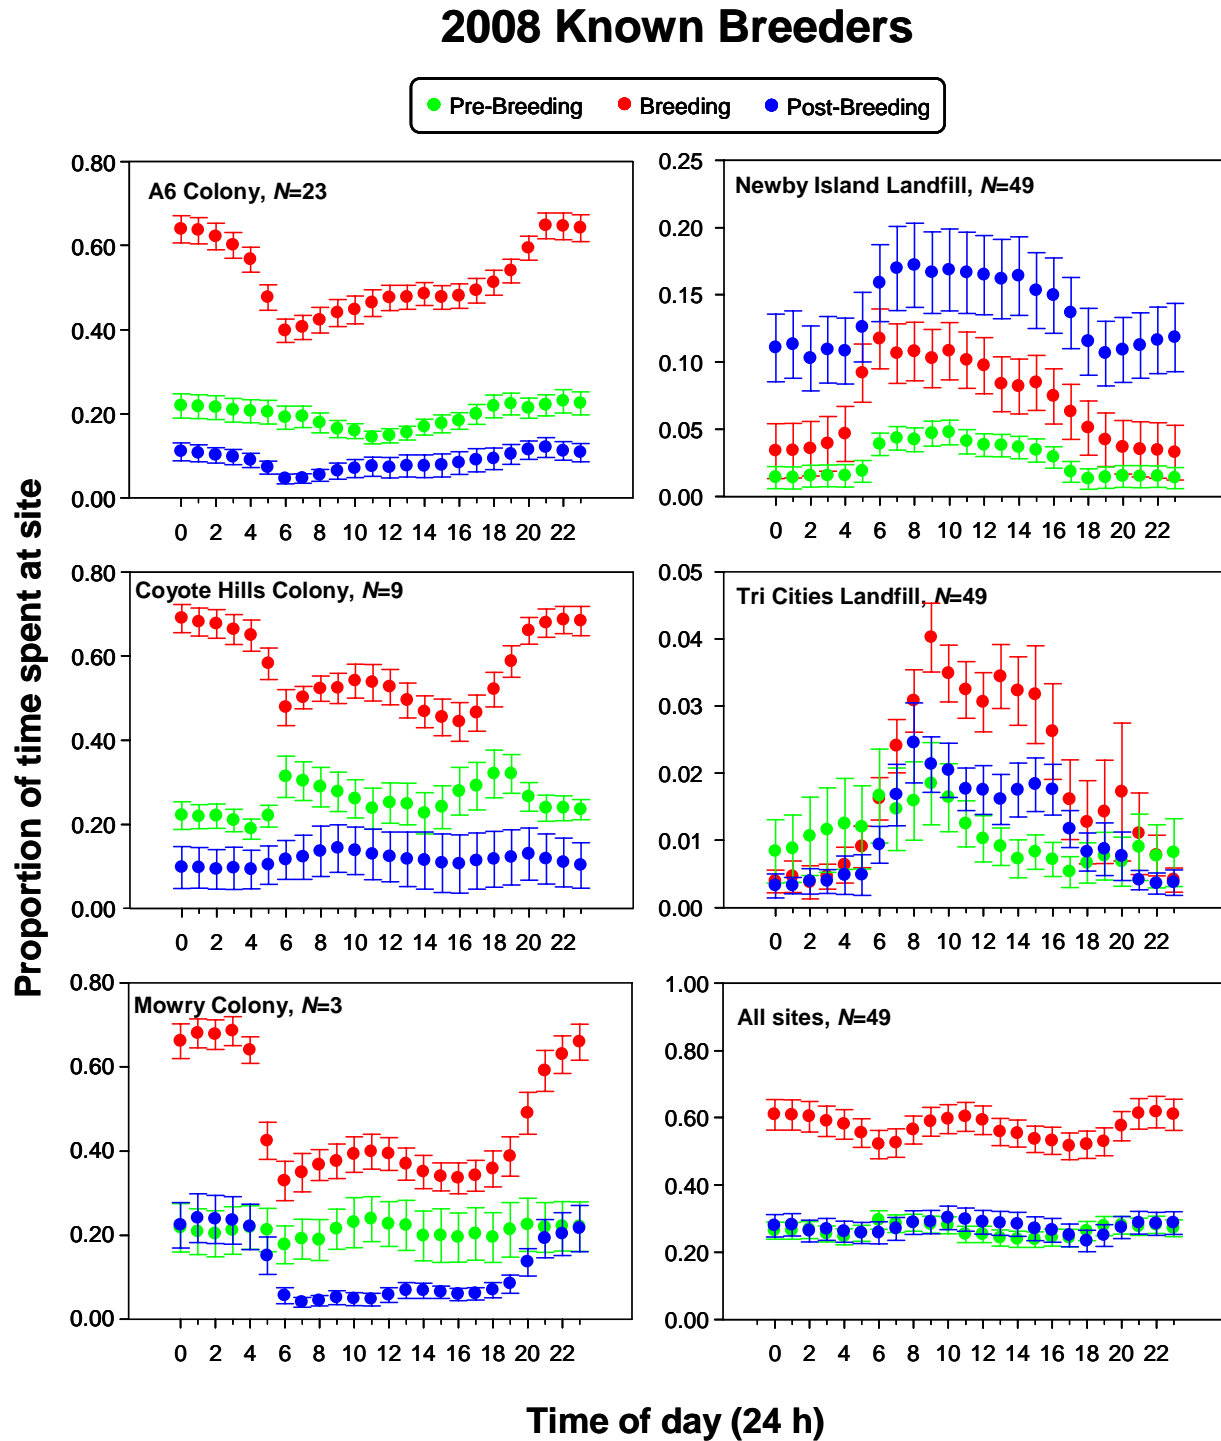 2008 Known Breeders
Pre-Breeding Breeding Post-Breeding
Proportion of time spent at site
A6 Colony, N=23
0.80
0.60
0.40
0.20
0.00
0 2 4 6 8 10 12 14 16 18 20 22
Newby Island Landfill, N=49
0.25
0.20
0.15
0.10
0.05
0.00
0 2 4 6 8 10 12 14 16 18 20 22
Coyote Hills Colony, N=9
0.80
0.60
0.40
0.20
0.00
0 2 4 6 8 10 12 14 16 18 20 22
Tri Cities Landfill, N=49
0.05
0.04
0.03
0.02
0.01
0.00
0 2 4 6 8 10 12 14 16 18 20 22
Mowry Colony, N=3
0.80
0.60
0.40
0.20
0.00
0 2 4 6 8 10 12 14 16 18 20 22
All sites, N=49
1.00
0.80
0.60
0.40
0.20
0.00
0 2 4 6 8 10 12 14 16 18 20 22
Time of day (24 h)